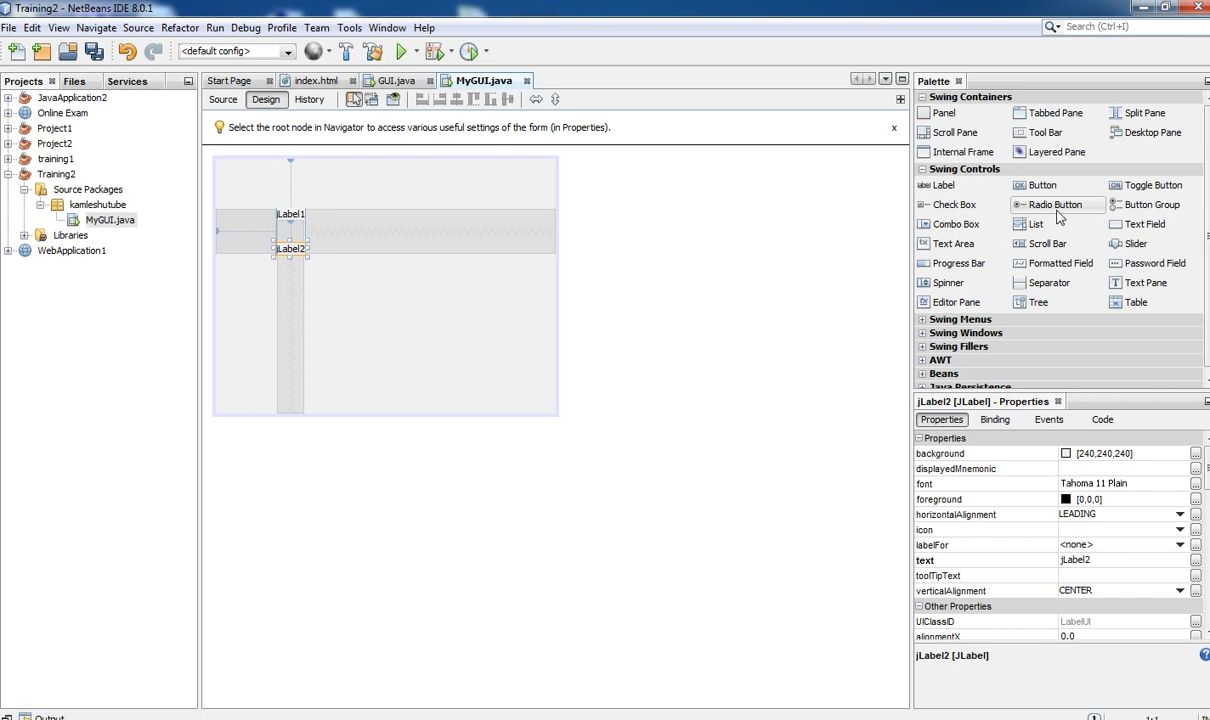 Training2 - NetBeans IDE 8.0.1
File Edit View Navigate Source Refactor Run Debug Profile Team Tools Window Help
Search (Ctrl+I)
<default config>
Projects Files Services
JavaApplication2
Online Exam
Project1
Project2
training1
Training2
Source Packages
kamleshutube
MyGUI.java
Libraries
WebApplication1
Start Page index.html GUI.java MyGUI.java
Source Design History
Select the root node in Navigator to access various useful settings of the form (in Properties). x
jLabel1
jLabel2
Palette
Swing Containers
Panel Tabbed Pane Split Pane
Scroll Pane Tool Bar Desktop Pane
Internal Frame Layered Pane
Swing Controls
label Label OK Button ON Toggle Button
Check Box Radio Button Button Group
Combo Box List Text Field
Text Area Scroll Bar Slider
Progress Bar Formatted Field Password Field
Spinner Separator Text Pane
Editor Pane Tree Table
Swing Menus
Swing Windows
Swing Fillers
AWT
Beans
Java Persistence
jLabel2 [JLabel] - Properties
Properties Binding Events Code
Properties
background [240,240,240] ...
displayedMnemonic ...
font Tahoma 11 Plain ...
foreground [0,0,0] ...
horizontalAlignment LEADING ...
icon ...
labelFor <none> ...
text jLabel2 ...
toolTipText ...
verticalAlignment CENTER ...
Other Properties
UIClassID LabelUI ...
alignmentX 0.0 ...
jLabel2 [JLabel]
Output
1 1:1 IN